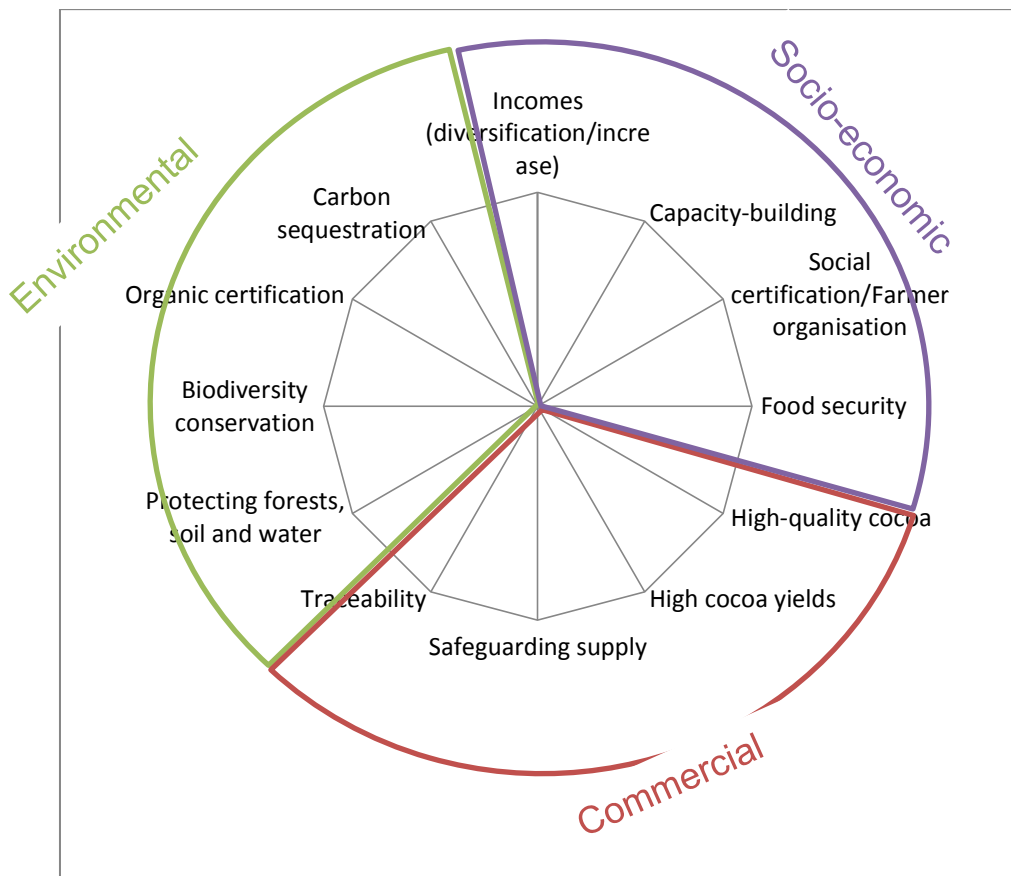 Socio-economic
Environmental
Incomes
(diversification/incre
ase)
Carbon
sequestration
Capacity-building
Organic certification
Social
certification/Farmer
organisation
Biodiversity
conservation
Food security
Protecting forests,
soil and water
High-quality cocoa
Traceability
High cocoa yields
Safeguarding supply
Commercial